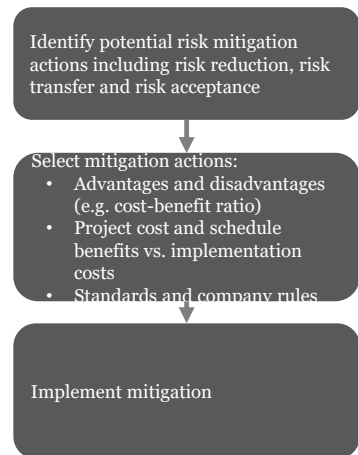 Identify potential risk mitigation
actions including risk reduction, risk
transfer and risk acceptance
Select mitigation actions:
• Advantages and disadvantages
(e.g. cost-benefit ratio)
• Project cost and schedule
benefits vs. implementation
costs
• Standards and company rules
Implement mitigation